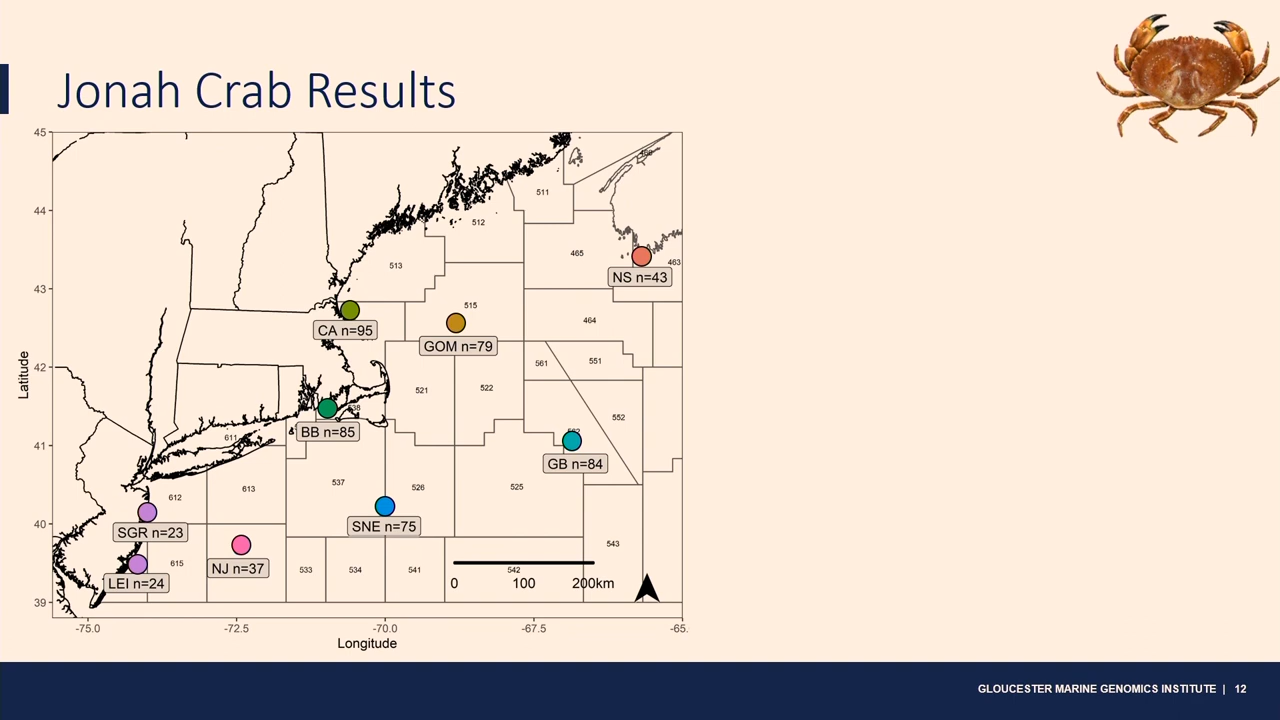 Jonah Crab Results
45
44
43
42
41
40
39
Latitude
511
512
465
463
NS n=43
513
515
464
CA n=95
GOM n=79
561
551
521
522
552
538
BB n=85
611
GB n=84
537
526
525
612
613
SNE n=75
SGR n=23
543
615
NJ n=37
LEI n=24
533
534
541
542
0
100
200km
-75.0
-72.5
-70.0
-67.5
-65.
Longitude
GLOUCESTER MARINE GENOMICS INSTITUTE | 12